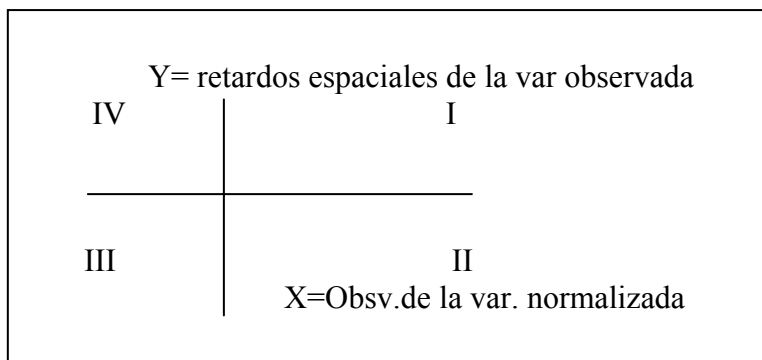 Y= retardos espaciales de la var observada
IV I
III II
X=Obsv.de la var. normalizada